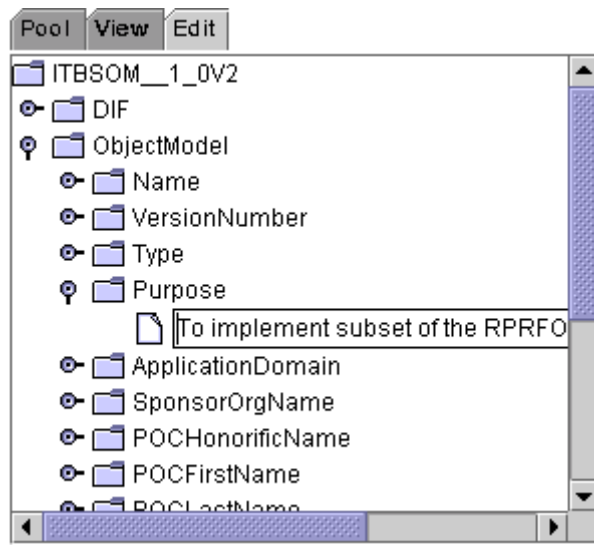 Pool View Edit
ITBSOM__1_0V2
DIF
ObjectModel
Name
VersionNumber
Type
Purpose
To implement subset of the RPRFO
ApplicationDomain
SponsorOrgName
POCHonorificName
POCFirstName
POCLastName